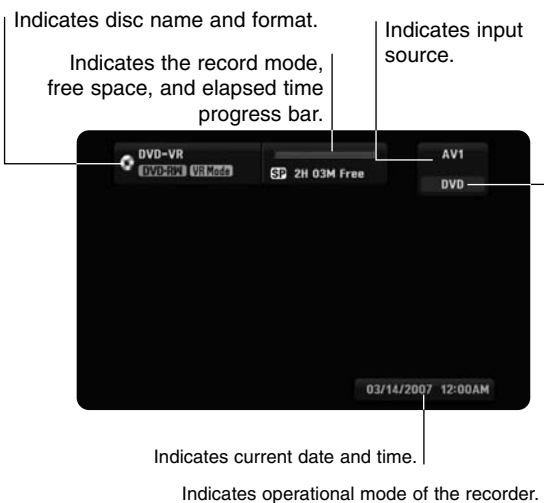 Indicates disc name and format.
Indicates input
source.
Indicates the record mode,
free space, and elapsed time
progress bar.
DVD-VR
DVD-RW VR Mode
SP 2H 03M Free
AV1
DVD
03/14/2007 12:00AM
Indicates current date and time.
Indicates operational mode of the recorder.